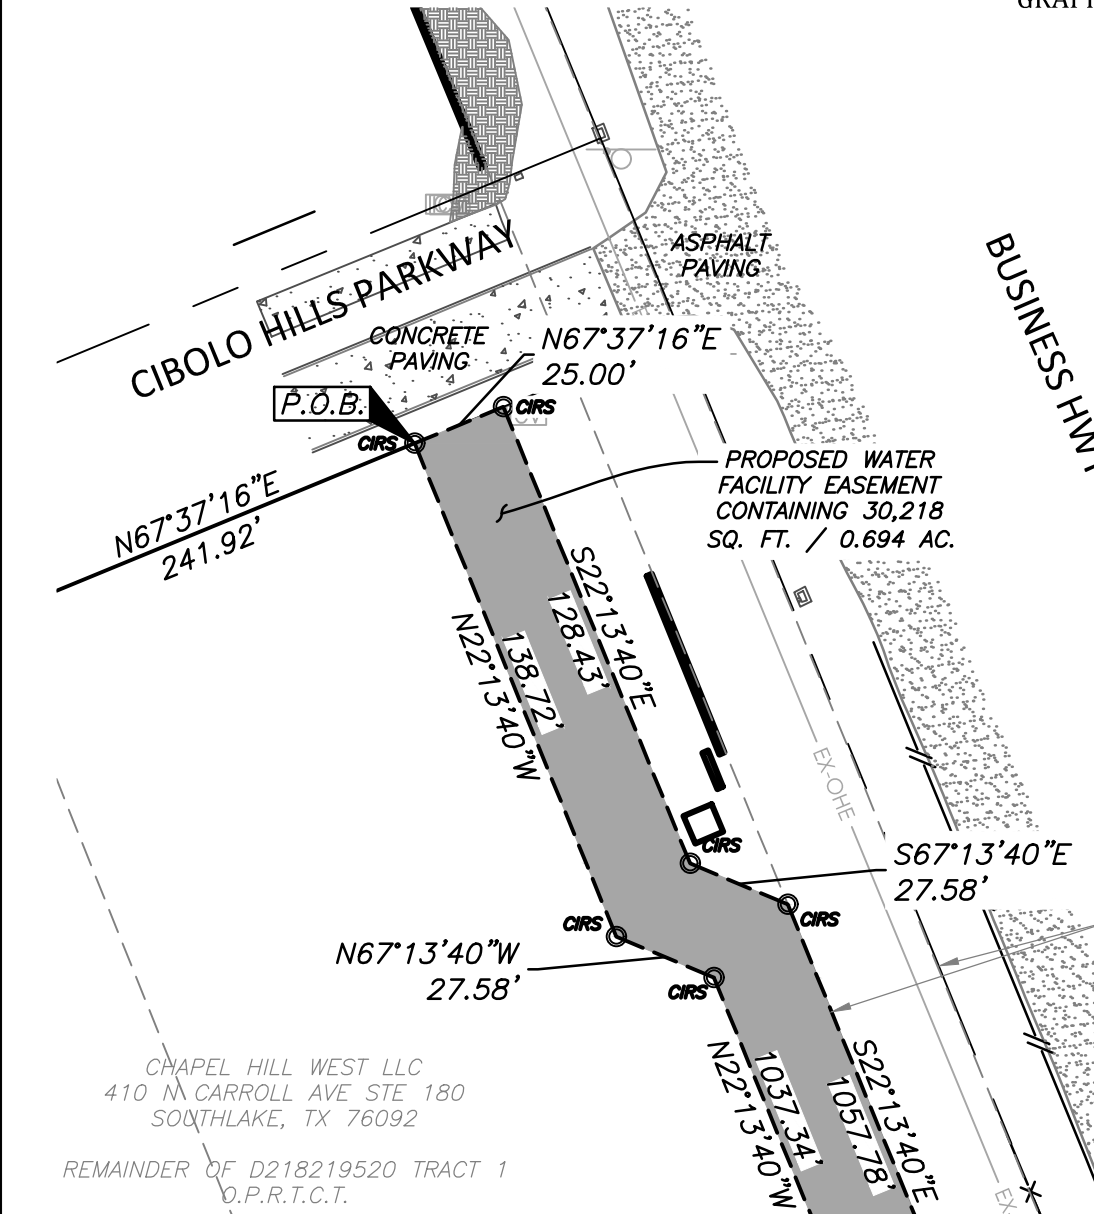 ASPHALT
PAVING
BUSINESS HWY
CIBOLO HILLS PARKWAY
CONCRETE
PAVING
N67°37'16"E
25.00'
P.O.B.
CIRS
CIRS
PROPOSED WATER
FACILITY EASEMENT
CONTAINING 30,218
SQ. FT. / 0.694 AC.
N67°37'16"E
241.92'
S22°13'40"E
128.43'
138.72'
N22°13'40"W
EX-OHE
CIRS
S67°13'40"E
27.58'
CIRS
CIRS
N67°13'40"W
27.58'
CIRS
S22°13'40"E
1057.78'
1037.34'
N22°13'40"W
CHAPEL HILL WEST LLC
410 N CARROLL AVE STE 180
SOUTHLAKE, TX 76092
REMAINDER OF D218219520 TRACT 1
O.P.R.T.C.T.